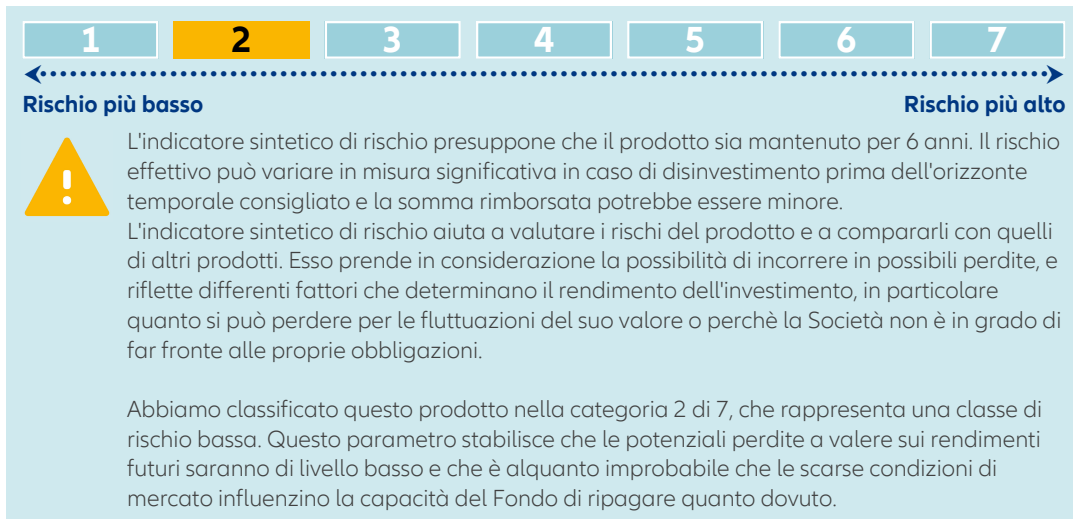 1 2 3 4 5 6 7
Rischio più basso Rischio più alto
L'indicatore sintetico di rischio presuppone che il prodotto sia mantenuto per 6 anni. Il rischio
effettivo può variare in misura significativa in caso di disinvestimento prima dell'orizzonte
temporale consigliato e la somma rimborsata potrebbe essere minore.
L'indicatore sintetico di rischio aiuta a valutare i rischi del prodotto e a compararli con quelli
di altri prodotti. Esso prende in considerazione la possibilità di incorrere in possibili perdite, e
riflette differenti fattori che determinano il rendimento dell'investimento, in particolare
quanto si può perdere per le fluttuazioni del suo valore o perchè la Società non è in grado di
far fronte alle proprie obbligazioni.
Abbiamo classificato questo prodotto nella categoria 2 di 7, che rappresenta una classe di
rischio bassa. Questo parametro stabilisce che le potenziali perdite a valere sui rendimenti
futuri saranno di livello basso e che è alquanto improbabile che le scarse condizioni di
mercato influenzino la capacità del Fondo di ripagare quanto dovuto.